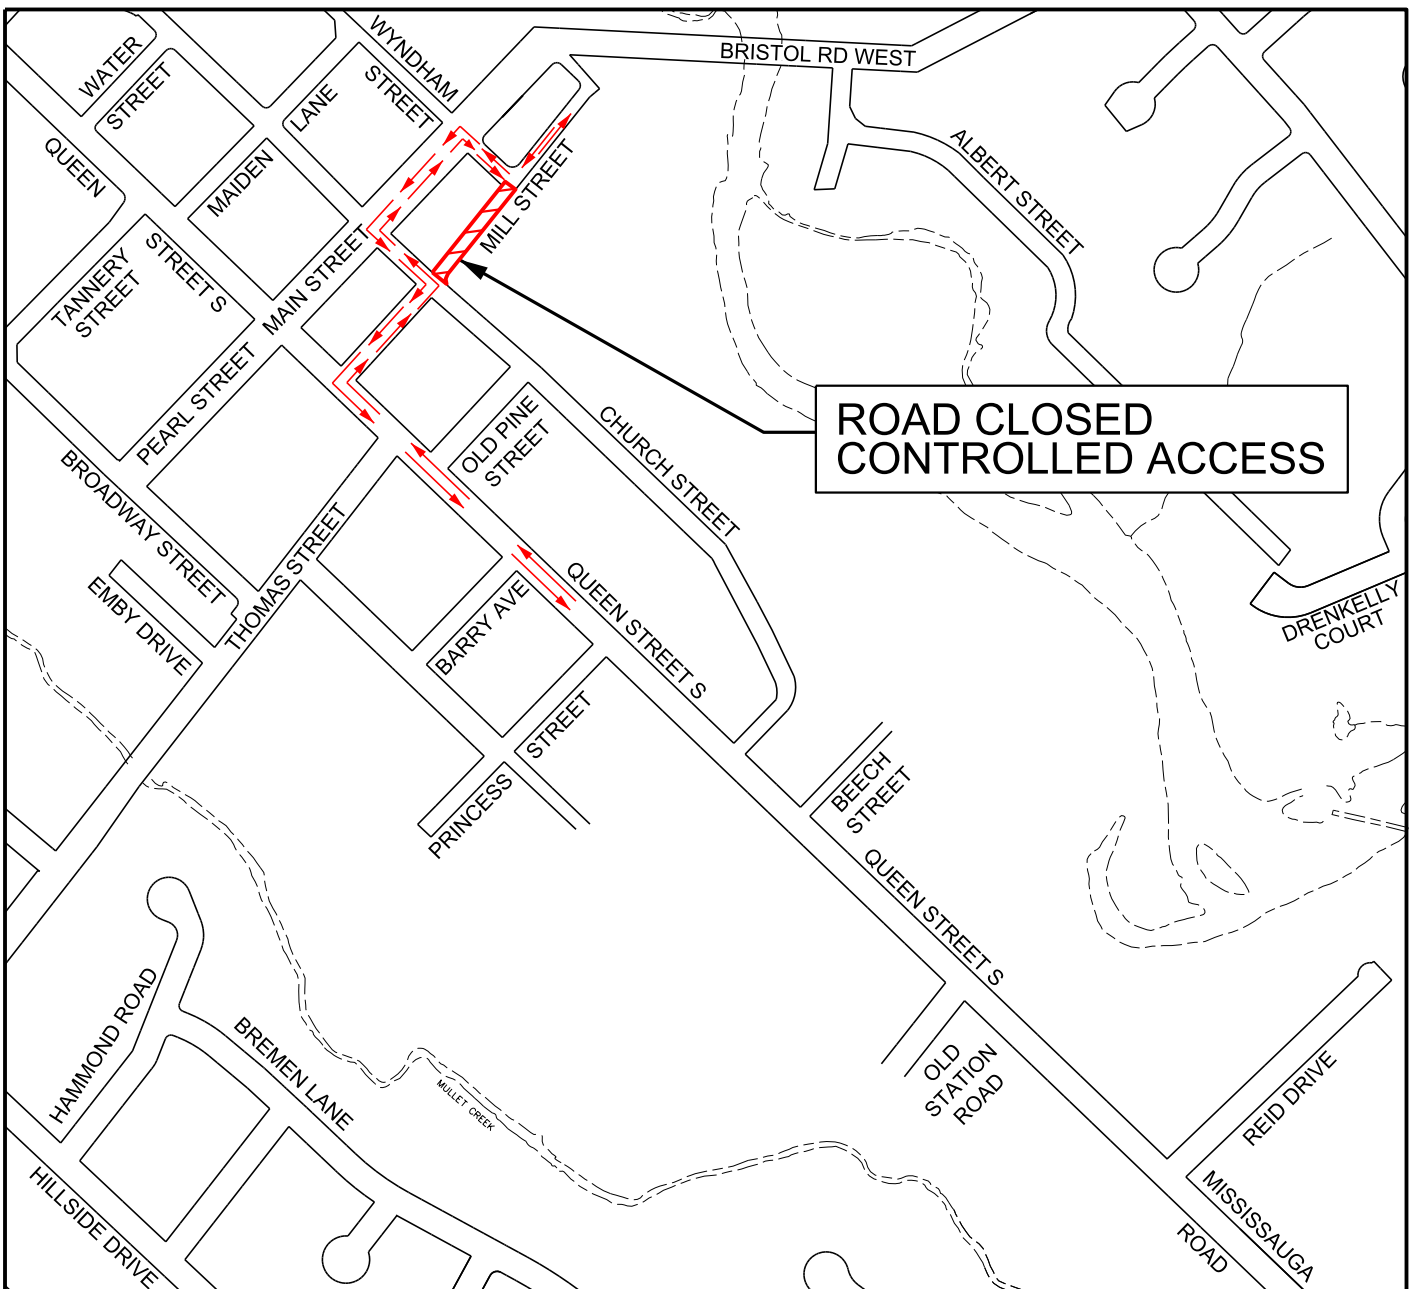 WYNDHAM
STREET
BRISTOL RD WEST
WATER
STREET
LANE
MAIDEN
QUEEN
STREET S
ALBERT STREET
MILL STREET
TANNERY
STREET
MAIN STREET
PEARL STREET
ROAD CLOSED
CONTROLLED ACCESS
OLD PINE
STREET
CHURCH STREET
BROADWAY STREET
THOMAS STREET
EMBY DRIVE
BARRY AVE
QUEEN STREET S
DRENKELLY
COURT
PRINCESS
STREET
BEECH
STREET
QUEEN STREET S
HAMMOND ROAD
BREMEN LANE
MULLET CREEK
OLD
STATION
ROAD
REID DRIVE
HILLSIDE DRIVE
MISSISSAUGA
ROAD